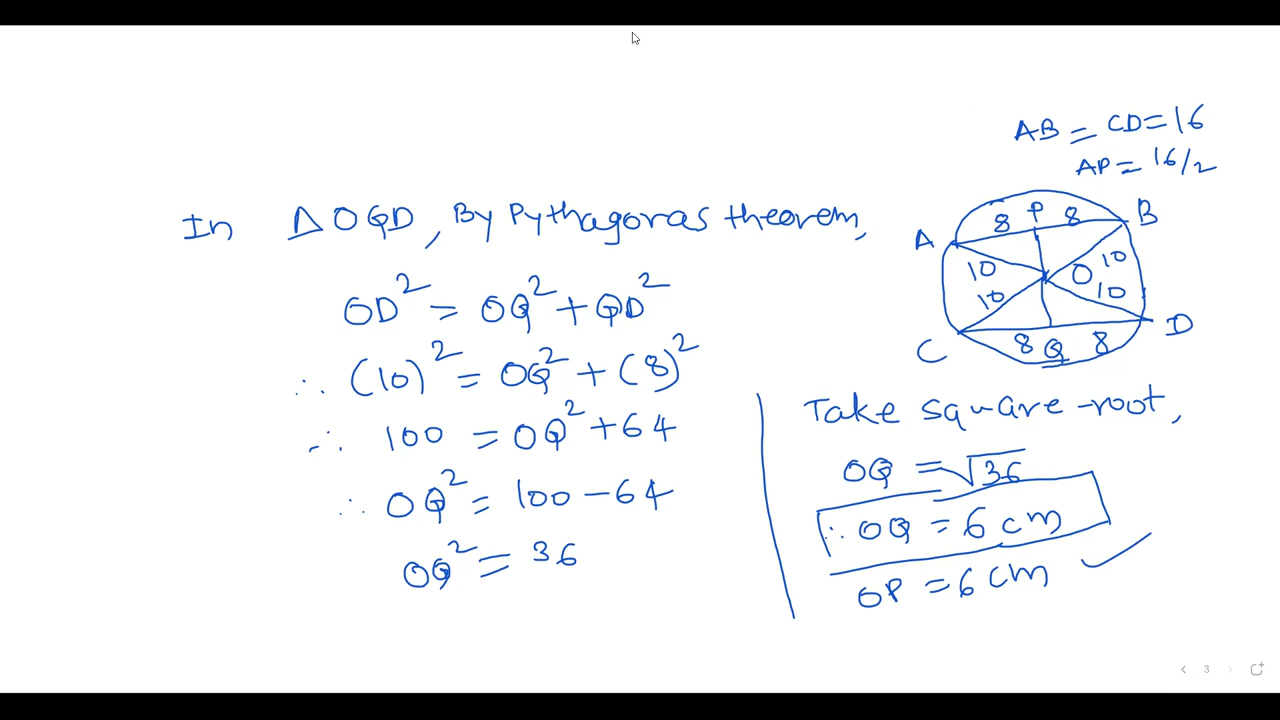 AB = CD = 16
AP = 16/2
In △OQD, By Pythagoras theorem,
OD² = OQ² + QD²
∴ (10)² = OQ² + (8)²
∴ 100 = OQ² + 64
∴ OQ² = 100 - 64
OQ² = 36
A
8 P 8
B
10
O
10
10
10
C
8 Q 8
D
Take square-root,
OQ = √36
∴ OQ = 6 cm
OP = 6 cm ✓
3